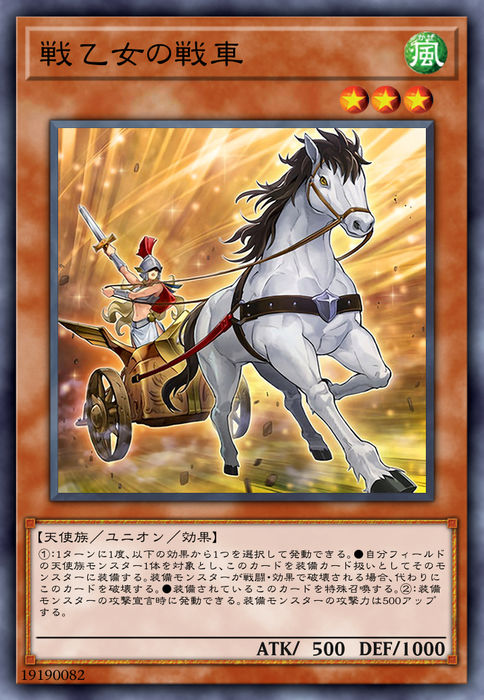 戦乙女の戦車
かぜ
風
【天使族／ユニオン／効果】
①:1ターンに1度、以下の効果から1つを選択して発動できる。●自分フィールド
の天使族モンスター1体を対象とし、このカードを装備カード扱いとしてそのモ
ンスターに装備する。装備モンスターが戦闘・効果で破壊される場合、代わりに
このカードを破壊する。●装備されているこのカードを特殊召喚する。②:装備
モンスターの攻撃宣言時に発動できる。装備モンスターの攻撃力は500アップ
する。
ATK/ 500 DEF/1000
19190082